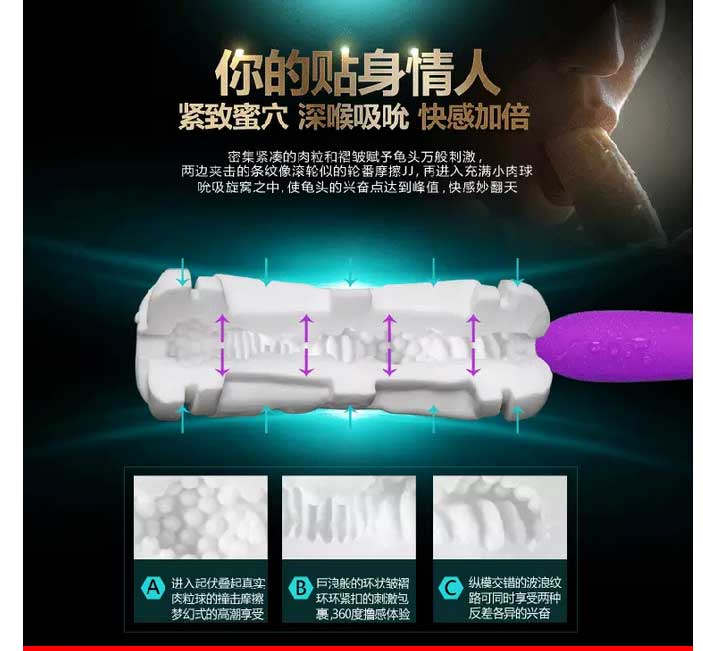 你的贴身情人
紧致蜜穴 深喉吸吮 快感加倍
密集紧凑的肉粒和褶皱赋予龟头万般刺激,
两边夹击的条纹像滚轮似的轮番摩擦JJ,再进入充满小肉球
吮吸旋窝之中,使龟头的兴奋点达到峰值,快感妙翻天
A
进入起伏叠起真实
肉粒球的撞击摩擦
梦幻式的高潮享受
B
巨浪般的环状皱褶
环环紧扣的刺激包
裹,360度撸感体验
C
纵模交错的波浪纹
路可同时享受两种
反差各异的兴奋